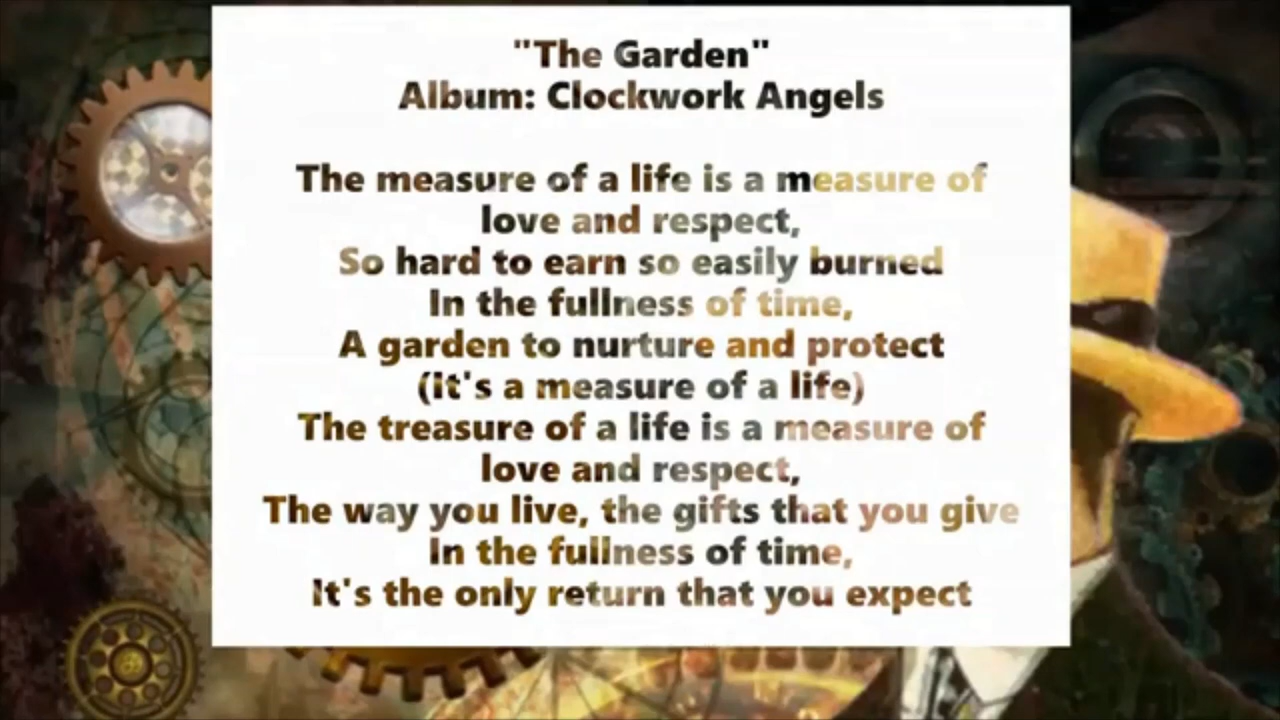 "The Garden"
Album: Clockwork Angels
The measure of a life is a measure of
love and respect,
So hard to earn so easily burned
In the fullness of time,
A garden to nurture and protect
(It's a measure of a life)
The treasure of a life is a measure of
love and respect,
The way you live, the gifts that you give
In the fullness of time,
It's the only return that you expect